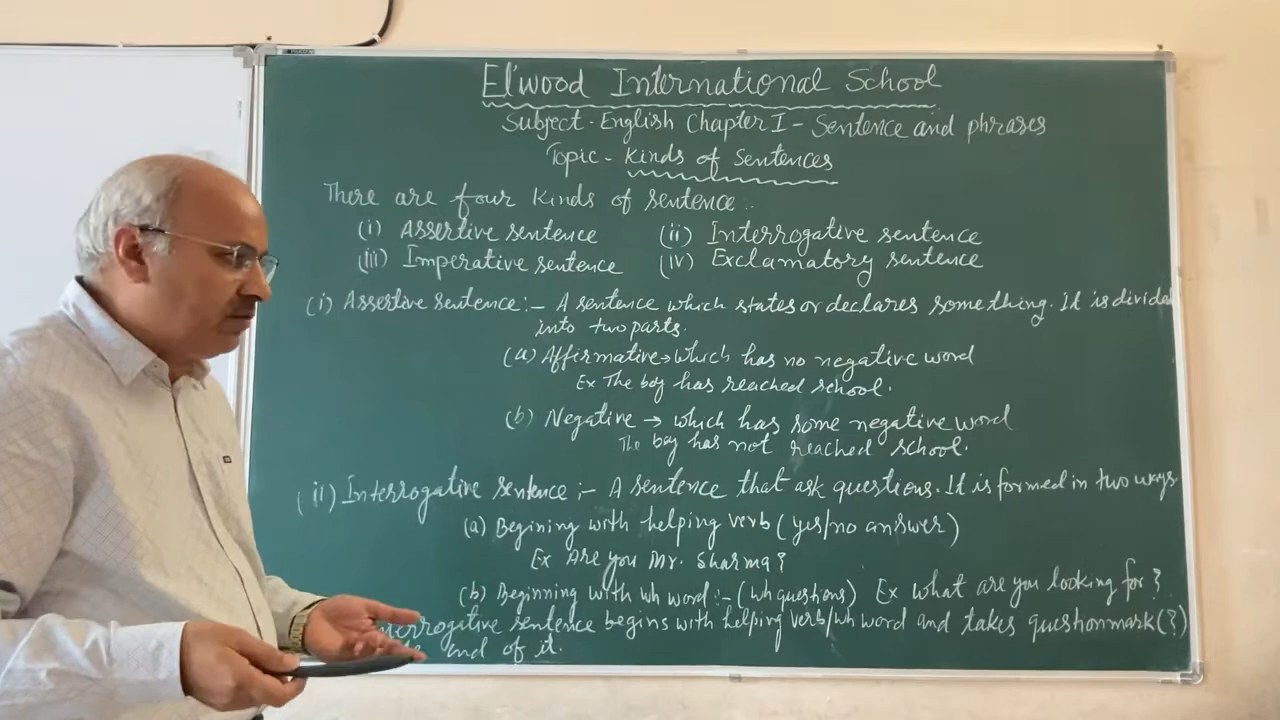 El'wood International School
Subject - English Chapter I - Sentence and phrases
Topic - Kinds of Sentences
There are four Kinds of sentence :
(i) Assertive sentence (ii) Interrogative sentence
(iii) Imperative sentence (iv) Exclamatory sentence
(i) Assertive sentence :- A sentence which states or declares something. It is divided
into two parts.
(a) Affirmative → which has no negative word
Ex The boy has reached school.
(b) Negative → which has some negative word
The boy has not reached school.
(ii) Interrogative sentence :- A sentence that ask questions. It is formed in two ways
(a) Begining with helping verb (yes/no answer)
Ex Are you Mr. Sharma?
(b) Beginning with wh word :- (wh questions) Ex what are you looking for?
sentence begins with helping verb/wh word and takes questionmark (?)
end of it.